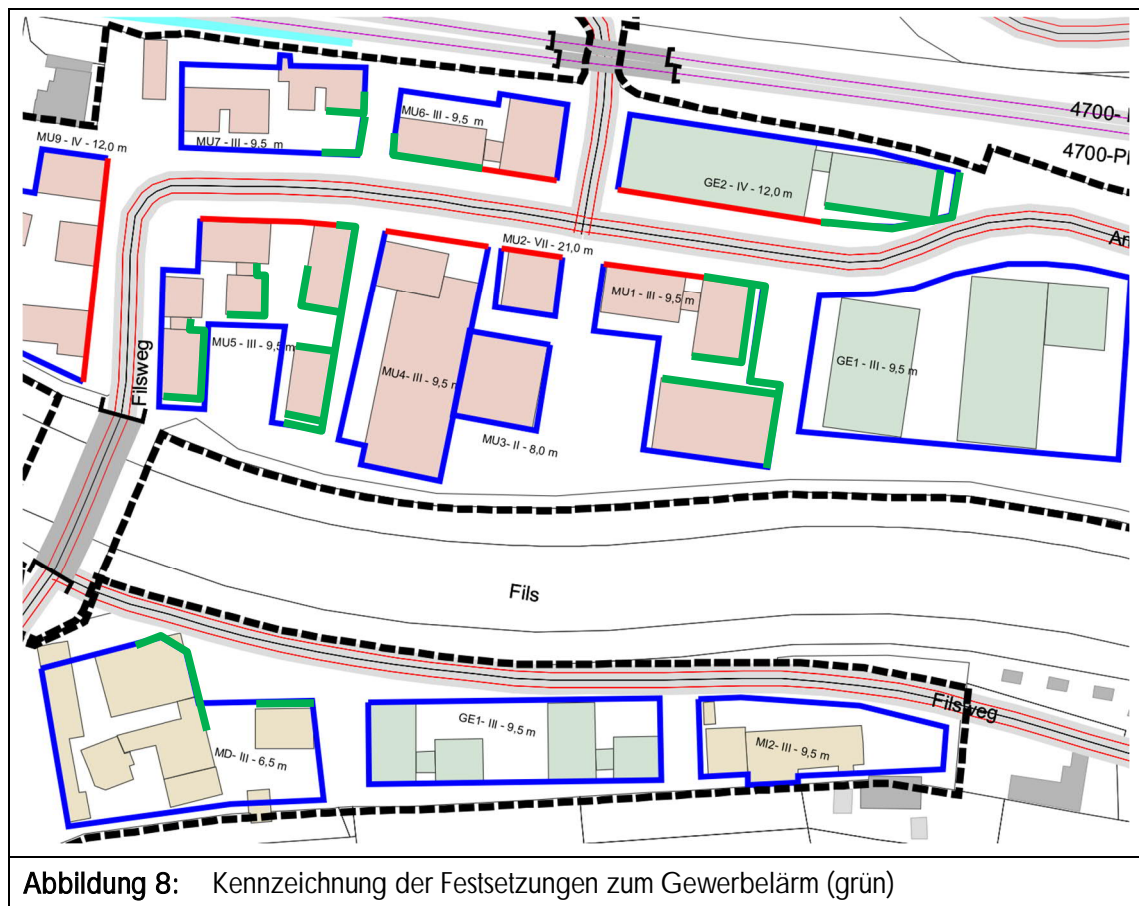 4700-
4700-P
MU9 - IV - 12,0 m
MU7 - III - 9,5 m
MU6- III - 9,5 m
GE2 - IV - 12,0 m
MU2- VII - 21,0 m
MU1 - III - 9,5 m
MU5 - III - 9,5 m
MU4- III - 9,5 m
GE1 - III - 9,5 m
MU3- II - 8,0 m
Filsweg
Fils
Filsweg
MD- III - 6,5 m
GE1- III - 9,5 m
MI2- III - 9,5 m
Abbildung 8: Kennzeichnung der Festsetzungen zum Gewerbelärm (grün)